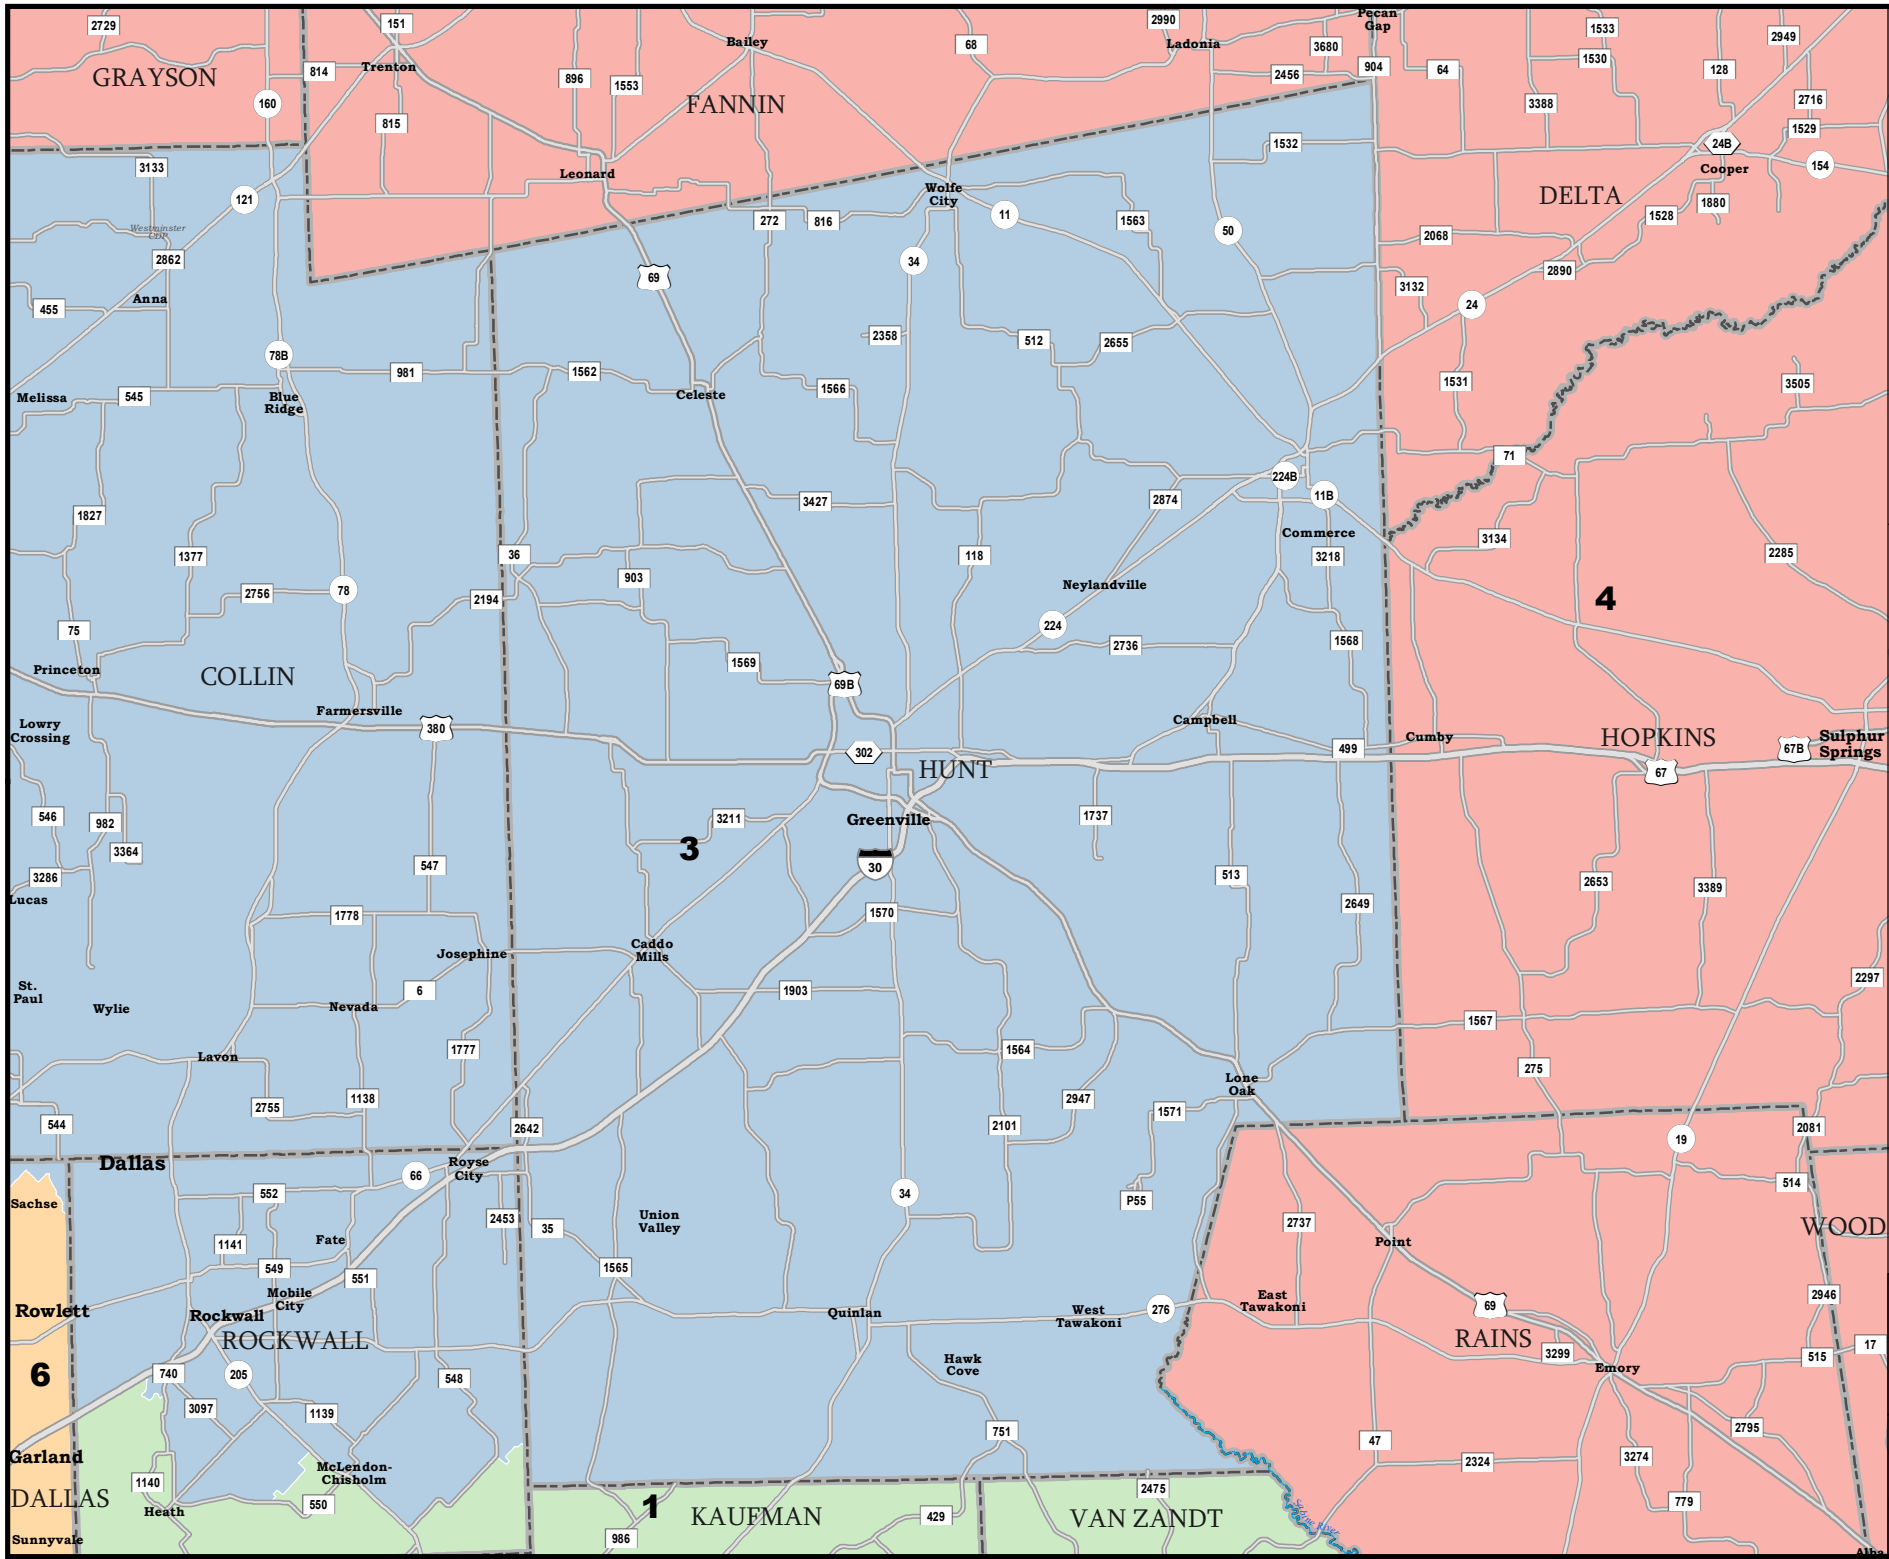 2729
151
2990
Pecan
Gap
1533
2949
Bailey
68
Ladonia
3680
GRAYSON
814
Trenton
896
1553
2456
904
64
1530
128
160
FANNIN
3388
2716
815
1529
1532
24B
3133
Leonard
Cooper
154
121
Wolfe
City
DELTA
1880
272
816
11
1563
50
1528
Westminster
CDP
2862
34
2068
69
2890
Anna
3132
455
24
2358
512
2655
78B
981
1562
1531
3505
Melissa
545
Blue
Ridge
Celeste
1566
71
224B
11B
1827
3427
2874
Commerce
3134
1377
36
118
3218
2285
903
Neylandville
2756
78
2194
4
75
224
1568
2736
Princeton
COLLIN
1569
69B
Farmersville
Campbell
Lowry
Crossing
380
302
499
Cumby
HOPKINS
67B
Sulphur
Springs
HUNT
67
546
982
3211
Greenville
1737
3364
3
547
30
3286
513
2653
3389
Lucas
1778
1570
2649
Josephine
Caddo
Mills
St.
Paul
6
1903
2297
Wylie
Nevada
1567
Lavon
1777
1564
275
Lone
Oak
2755
1138
2947
1571
544
2642
2101
2081
19
Dallas
66
Royse
City
552
34
P55
514
Sachse
2453
35
Union
Valley
2737
WOOD
1141
Fate
Point
549
551
1565
Mobile
City
East
Tawakoni
2946
Rowlett
Rockwall
Quinlan
West
Tawakoni
276
69
ROCKWALL
RAINS
17
3299
515
6
740
205
548
Hawk
Cove
Emory
3097
1139
751
2795
47
Garland
McLendon-
Chisholm
2324
3274
1140
2475
DALLAS
Heath
550
1
KAUFMAN
429
VAN ZANDT
779
Sabine River
Sunnyvale
986
Alba